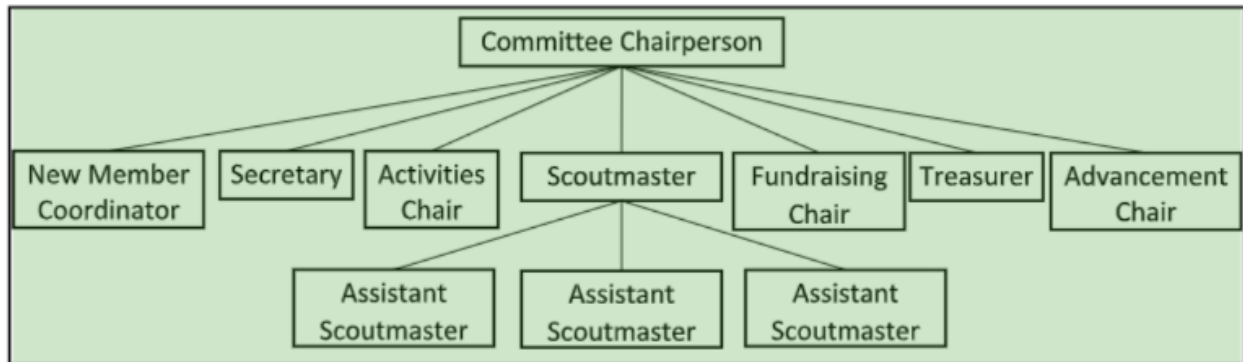 Committee Chairperson
New Member
Coordinator
Secretary
Activities
Chair
Scoutmaster
Fundraising
Chair
Treasurer
Advancement
Chair
Assistant
Scoutmaster
Assistant
Scoutmaster
Assistant
Scoutmaster